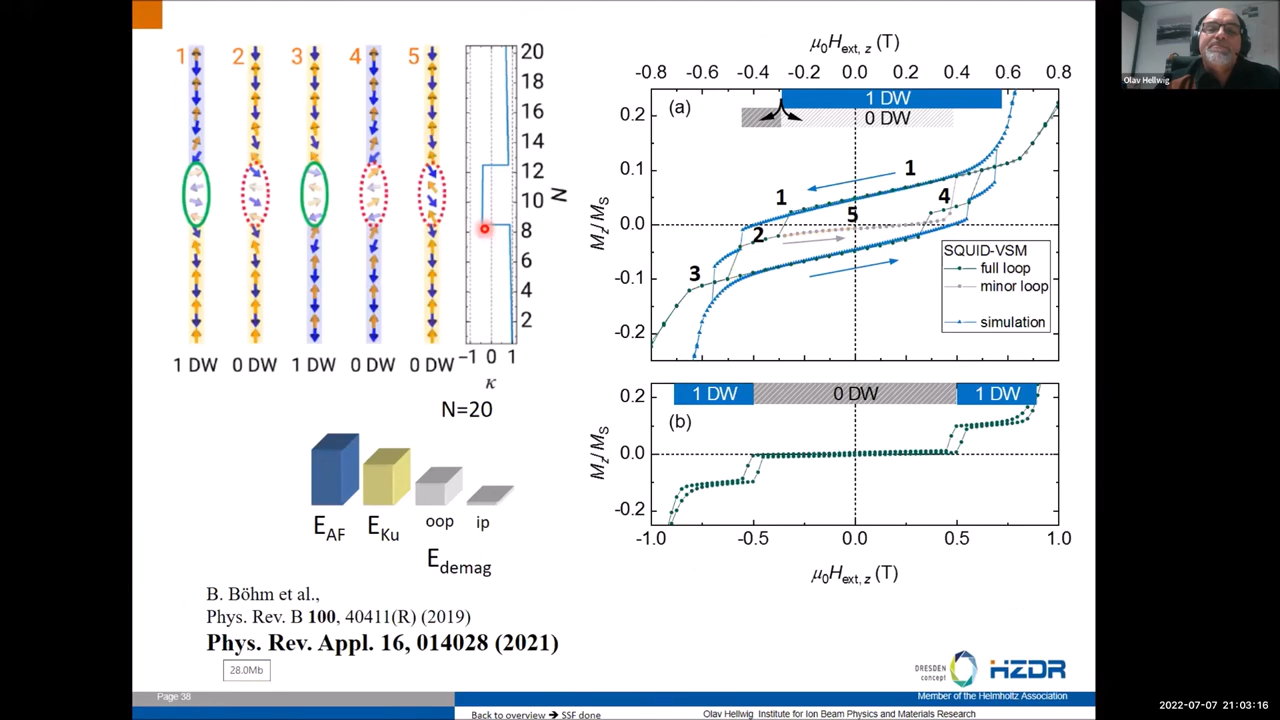 1 2 3 4 5
20
18
16
14
12
10
8
6
4
2
N
-1 0 1
κ
1 DW 0 DW 1 DW 0 DW 0 DW
N=20
E_AF E_Ku oop ip
E_demag
B. Böhm et al.,
Phys. Rev. B 100, 40411(R) (2019)
Phys. Rev. Appl. 16, 014028 (2021)
28.0Mb
μ₀H_ext, z (T)
-0.8 -0.6 -0.4 -0.2 0.0 0.2 0.4 0.6 0.8
(a)
1 DW
0 DW
0.2
0.1
0.0
-0.1
-0.2
M_z/M_S
1
1
4
5
2
3
SQUID-VSM
full loop
minor loop
simulation
1 DW 0 DW 1 DW
(b)
0.2
0.0
-0.2
M_z/M_S
-1.0 -0.5 0.0 0.5 1.0
μ₀H_ext, z (T)
DRESDEN
concept
HZDR
Page 38
Member of the Helmholtz Association
Back to overview → SSF done
Olav Hellwig Institute for Ion Beam Physics and Materials Research
Olav Hellwig
2022-07-07 21:03:16